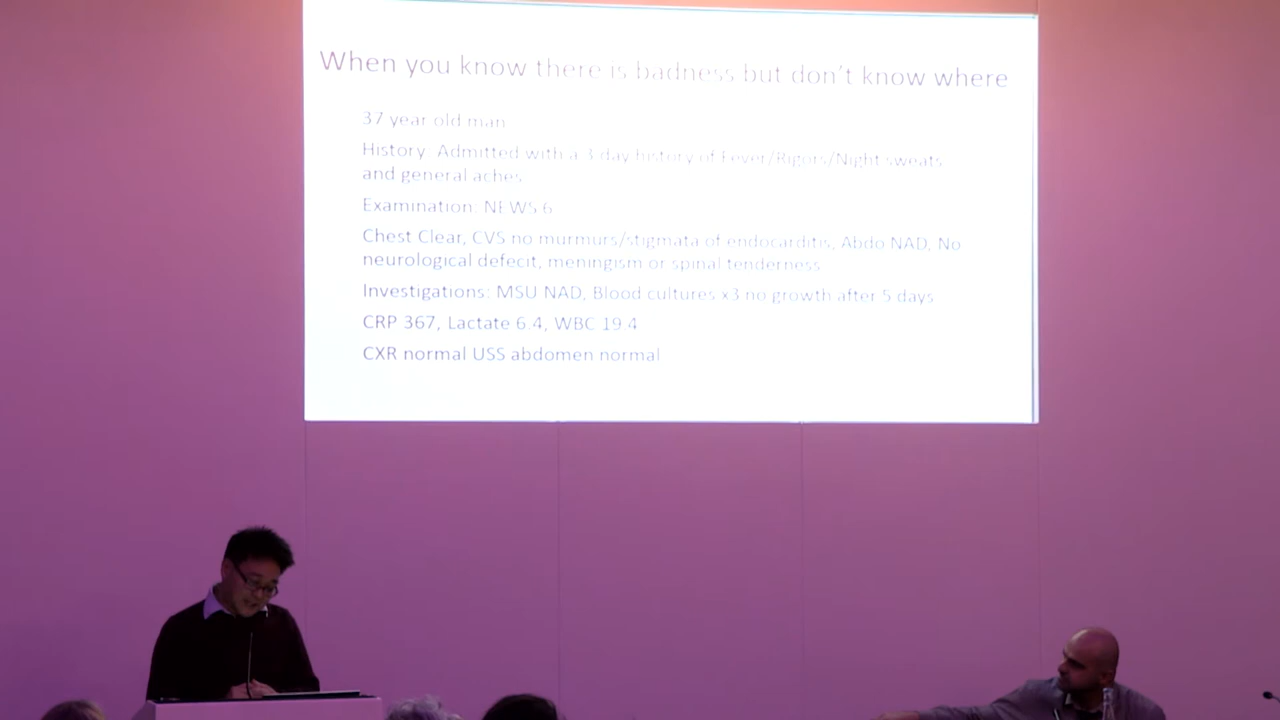 When you know there is badness but don't know where
37 year old man
History: Admitted with a 3 day history of Fever/Rigors/Night sweats
and general aches
Examination: NEWS 6
Chest Clear, CVS no murmurs/stigmata of endocarditis, Abdo NAD, No
neurological defecit, meningism or spinal tenderness
Investigations: MSU NAD, Blood cultures x3 no growth after 5 days
CRP 367, Lactate 6.4, WBC 19.4
CXR normal USS abdomen normal